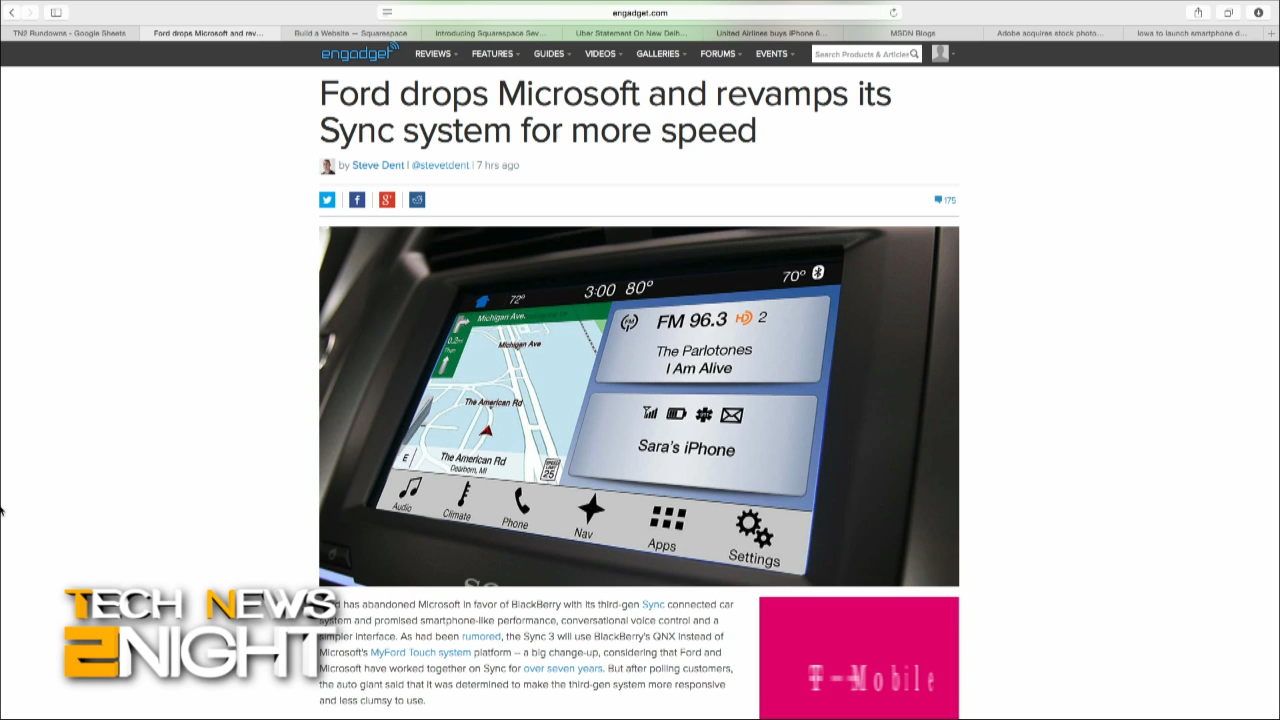 engadget.com
TN2 Rundowns - Google Sheets
Ford drops Microsoft and rev...
Build a Website — Squarespace
Introducing Squarespace Sev...
Uber Statement On New Delh...
United Airlines buys iPhone 6...
MSDN Blogs
Adobe acquires stock photo...
Iowa to launch smartphone d...
engadget
REVIEWS
FEATURES
GUIDES
VIDEOS
GALLERIES
FORUMS
EVENTS
Search Products & Articles
Ford drops Microsoft and revamps its
Sync system for more speed
by Steve Dent | @stevetdent | 7 hrs ago
175
72° 3:00 80° 70°
Michigan Ave.
0.2
Then
Michigan Ave
The American Rd
The American Rd
Dearborn, MI
E
SPEED LIMIT 25
FM 96.3 HD 2
The Parlotones
I Am Alive
Sara's iPhone
Audio
Climate
Phone
Nav
Apps
Settings
TECH NEWS
2NIGHT
has abandoned Microsoft in favor of BlackBerry with its third-gen Sync connected car
system and promised smartphone-like performance, conversational voice control and a
simpler interface. As had been rumored, the Sync 3 will use BlackBerry's QNX instead of
Microsoft's MyFord Touch system platform -- a big change-up, considering that Ford and
Microsoft have worked together on Sync for over seven years. But after polling customers,
the auto giant said that it was determined to make the third-gen system more responsive
and less clumsy to use.
T-Mobile